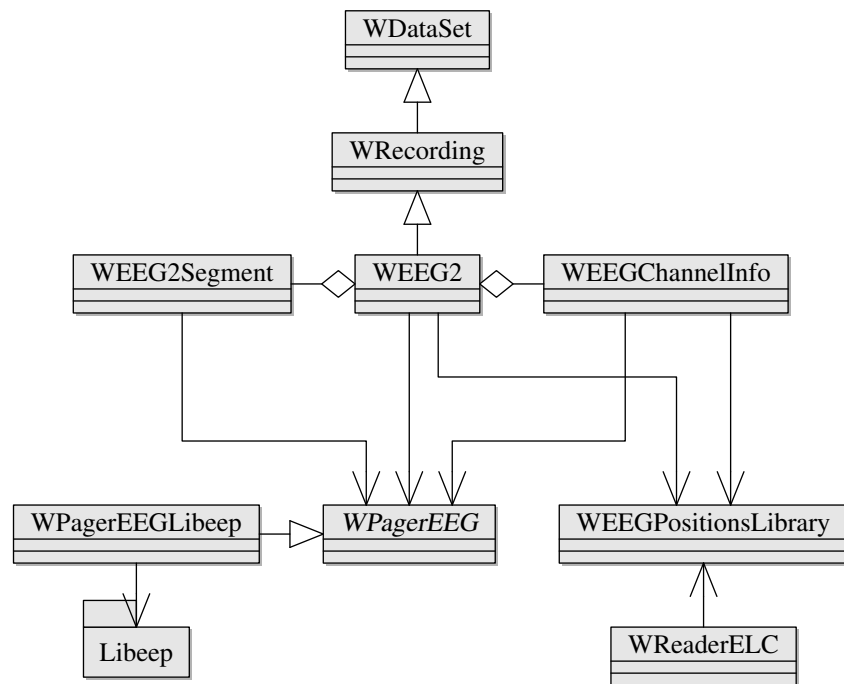 WDataSet
WRecording
WEEG2Segment
WEEG2
WEEGChannelInfo
WPagerEEGLibeep
WPagerEEG
WEEGPositionsLibrary
Libeep
WReaderELC